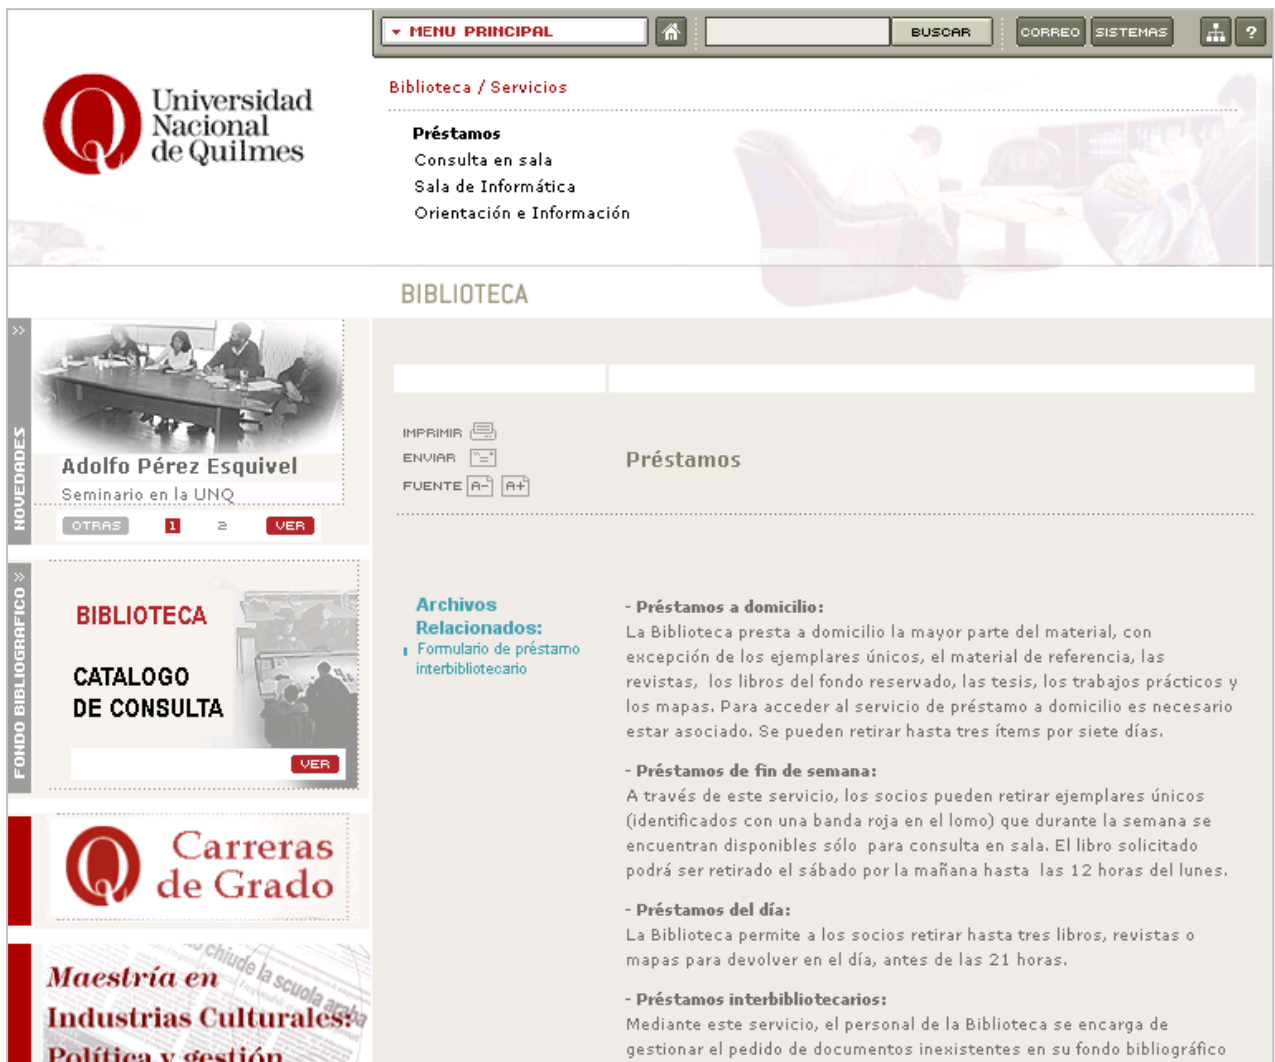 MENU PRINCIPAL
BUSCAR
CORREO
SISTEMAS
?
Universidad
Nacional
de Quilmes
Biblioteca / Servicios
Préstamos
Consulta en sala
Sala de Informática
Orientación e Información
BIBLIOTECA
NOVEDADES >>
Adolfo Pérez Esquivel
Seminario en la UNQ
OTRAS 1 2 VER
FONDO BIBLIOGRAFICO >>
BIBLIOTECA
CATALOGO
DE CONSULTA
VER
Carreras
de Grado
chiude la scuola araba
Maestría en
Industrias Culturales:
Política y gestión
IMPRIMIR
ENVIAR
FUENTE A- A+
Préstamos
Archivos
Relacionados:
Formulario de préstamo
interbibliotecario
- Préstamos a domicilio:
La Biblioteca presta a domicilio la mayor parte del material, con
excepción de los ejemplares únicos, el material de referencia, las
revistas,  los libros del fondo reservado, las tesis, los trabajos prácticos y
los mapas. Para acceder al servicio de préstamo a domicilio es necesario
estar asociado. Se pueden retirar hasta tres ítems por siete días.
- Préstamos de fin de semana:
A través de este servicio, los socios pueden retirar ejemplares únicos
(identificados con una banda roja en el lomo) que durante la semana se
encuentran disponibles sólo  para consulta en sala. El libro solicitado
podrá ser retirado el sábado por la mañana hasta  las 12 horas del lunes.
- Préstamos del día:
La Biblioteca permite a los socios retirar hasta tres libros, revistas o
mapas para devolver en el día, antes de las 21 horas.
- Préstamos interbibliotecarios:
Mediante este servicio, el personal de la Biblioteca se encarga de
gestionar el pedido de documentos inexistentes en su fondo bibliográfico